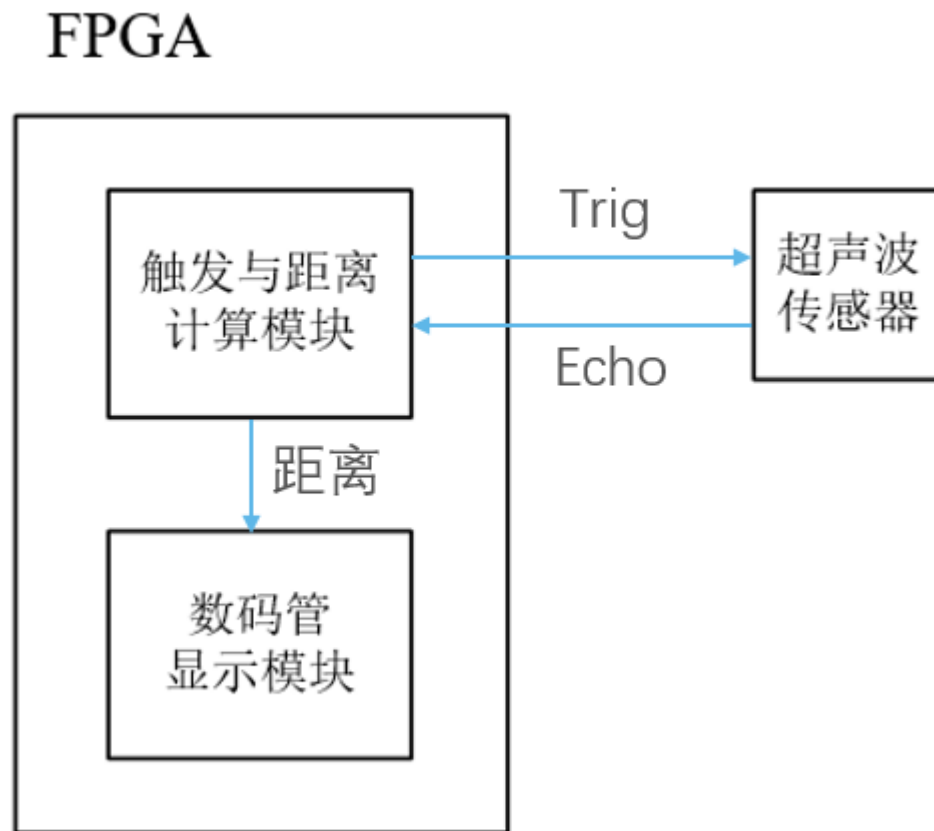 FPGA
触发与距离
计算模块
Trig
Echo
超声波
传感器
距离
数码管
显示模块